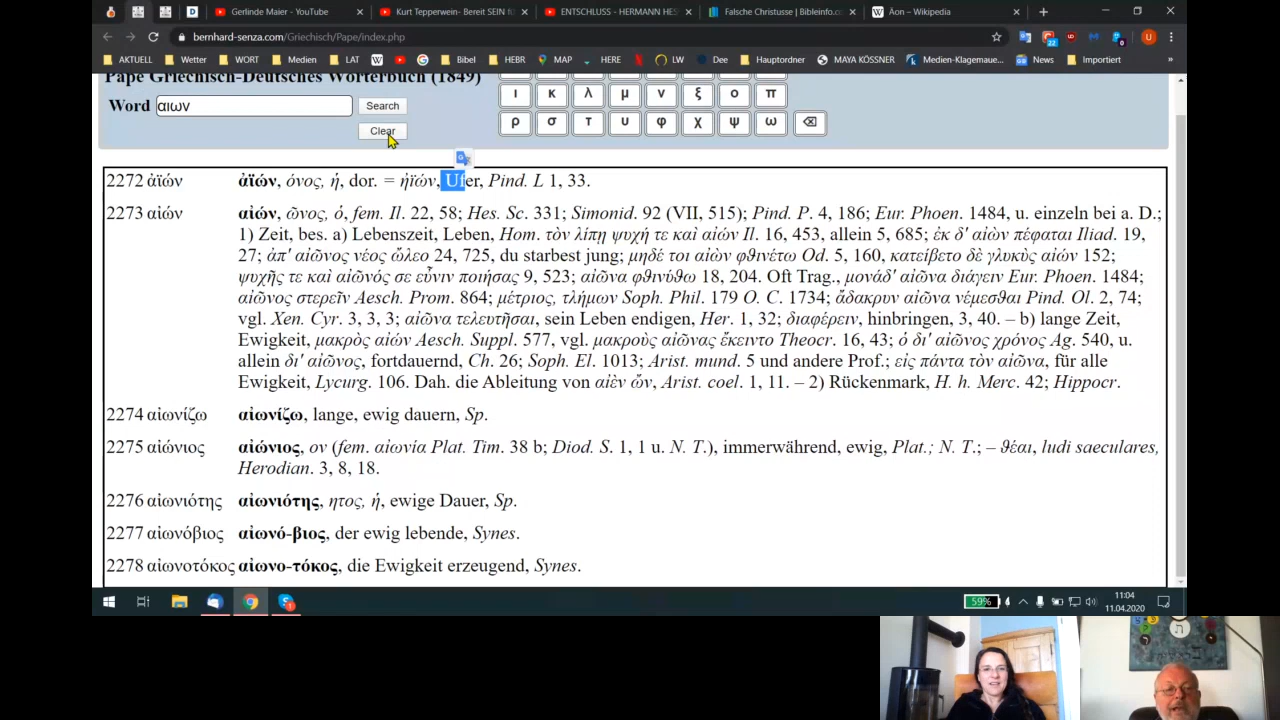 Gerlinde Maier - YouTube
Kurt Tepperwein- Bereit SEIN fü
ENTSCHLUSS - HERMANN HES
Falsche Christusse | Bibleinfo.c
Äon – Wikipedia
bernhard-senza.com/Griechisch/Pape/index.php
AKTUELL Wetter WORT Medien LAT Bibel HEBR MAP HERE LW Dee Hauptordner MAYA KÖSSNER Medien-Klagemaue... News Importiert
Pape Griechisch-Deutsches Wörterbuch (1849)
ι κ λ μ ν ξ ο π
Word αιων Search
ρ σ τ υ φ χ ψ ω
Clear
2272 ἀϊών ἀϊών, όνος, ἡ, dor. = ἠϊών, Ufer, Pind. L 1, 33.
2273 αἰών αἰών, ῶνος, ὁ, fem. Il. 22, 58; Hes. Sc. 331; Simonid. 92 (VII, 515); Pind. P. 4, 186; Eur. Phoen. 1484, u. einzeln bei a. D.;
1) Zeit, bes. a) Lebenszeit, Leben, Hom. τὸν λίπῃ ψυχή τε καὶ αἰών Il. 16, 453, allein 5, 685; ἐκ δ' αἰὼν πέφαται Iliad. 19,
27; ἀπ' αἰῶνος νέος ὤλεο 24, 725, du starbest jung; μηδέ τοι αἰὼν φθινέτω Od. 5, 160, κατείβετο δὲ γλυκὺς αἰών 152;
ψυχῆς τε καὶ αἰῶνός σε εὖνιν ποιήσας 9, 523; αἰῶνα φθινύθω 18, 204. Oft Trag., μονάδ' αἰῶνα διάγειν Eur. Phoen. 1484;
αἰῶνος στερεῖν Aesch. Prom. 864; μέτριος, τλήμων Soph. Phil. 179 O. C. 1734; ἄδακρυν αἰῶνα νέμεσθαι Pind. Ol. 2, 74;
vgl. Xen. Cyr. 3, 3, 3; αἰῶνα τελευτῆσαι, sein Leben endigen, Her. 1, 32; διαφέρειν, hinbringen, 3, 40. – b) lange Zeit,
Ewigkeit, μακρὸς αἰών Aesch. Suppl. 577, vgl. μακροὺς αἰῶνας ἔκειντο Theocr. 16, 43; ὁ δι' αἰῶνος χρόνος Ag. 540, u.
allein δι' αἰῶνος, fortdauernd, Ch. 26; Soph. El. 1013; Arist. mund. 5 und andere Prof.; εἰς πάντα τὸν αἰῶνα, für alle
Ewigkeit, Lycurg. 106. Dah. die Ableitung von αἰὲν ὤν, Arist. coel. 1, 11. – 2) Rückenmark, H. h. Merc. 42; Hippocr.
2274 αἰωνίζω αἰωνίζω, lange, ewig dauern, Sp.
2275 αἰώνιος αἰώνιος, ον (fem. αἰωνία Plat. Tim. 38 b; Diod. S. 1, 1 u. N. T.), immerwährend, ewig, Plat.; N. T.; – θέαι, ludi saeculares,
Herodian. 3, 8, 18.
2276 αἰωνιότης αἰωνιότης, ητος, ἡ, ewige Dauer, Sp.
2277 αἰωνόβιος αἰωνό-βιος, der ewig lebende, Synes.
2278 αἰωνοτόκος αἰωνο-τόκος, die Ewigkeit erzeugend, Synes.
59%
11:04
11.04.2020